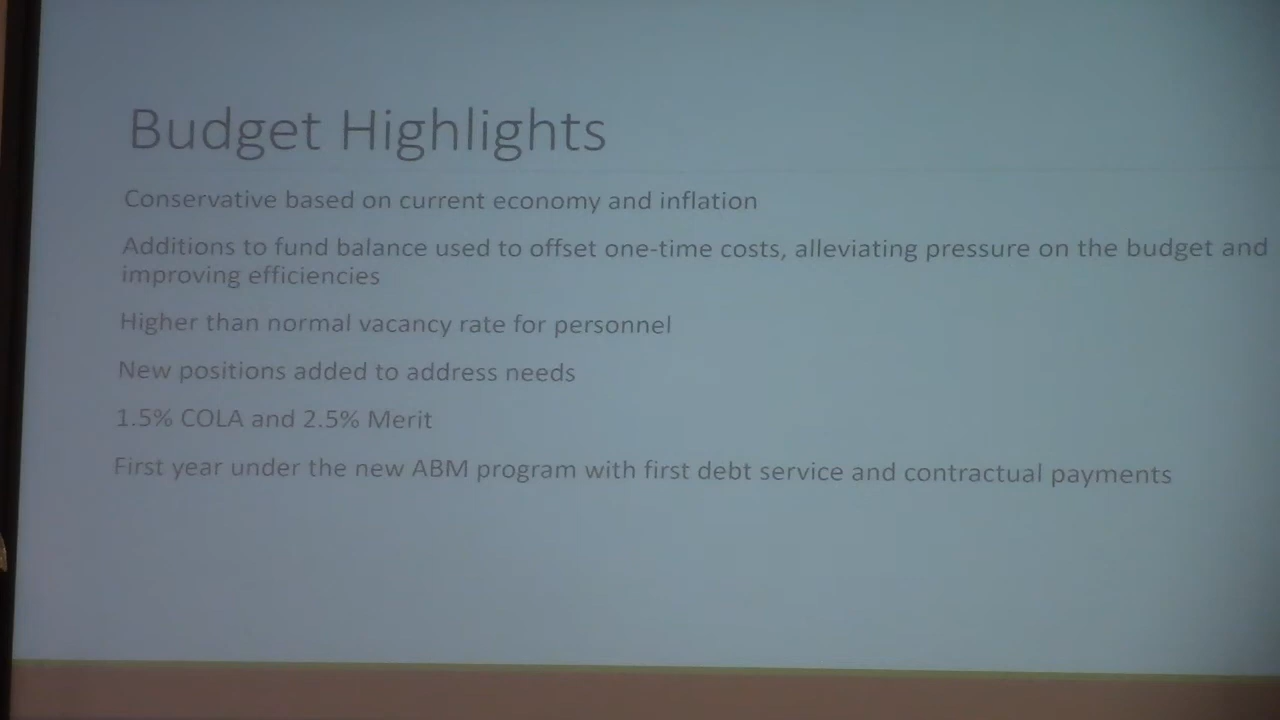 Budget Highlights
Conservative based on current economy and inflation
Additions to fund balance used to offset one-time costs, alleviating pressure on the budget and
improving efficiencies
Higher than normal vacancy rate for personnel
New positions added to address needs
1.5% COLA and 2.5% Merit
First year under the new ABM program with first debt service and contractual payments